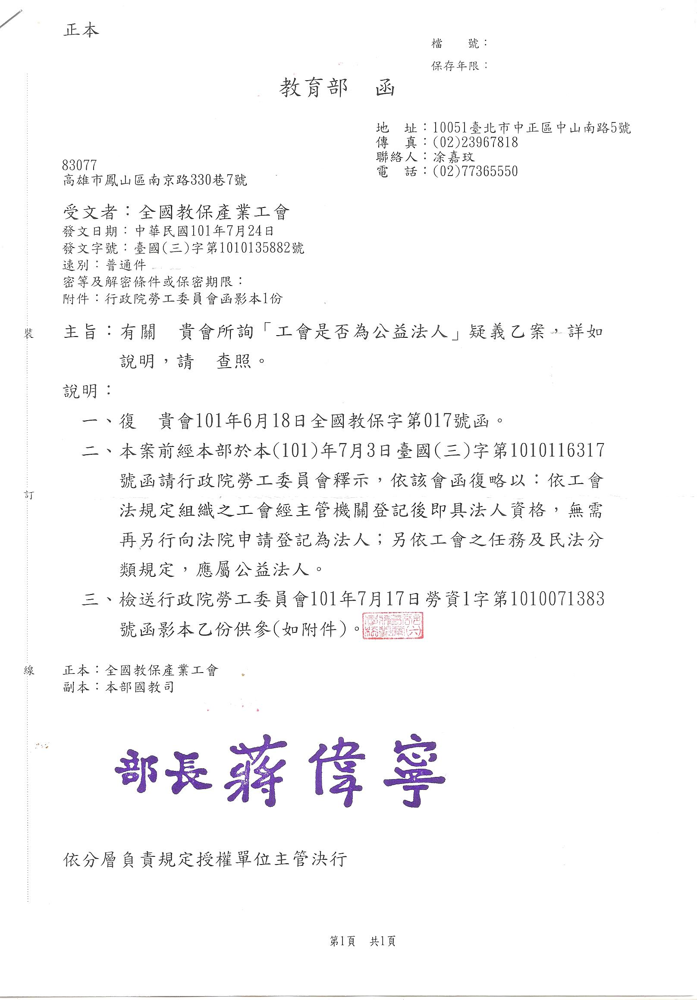 正本
檔　　號：
保存年限：
教育部　函
地　址：10051臺北市中正區中山南路5號
傳　真：(02)23967818
聯絡人：凃嘉玟
電　話：(02)77365550
83077
高雄市鳳山區南京路330巷7號
受文者：全國教保產業工會
發文日期：中華民國101年7月24日
發文字號：臺國(三)字第1010135882號
速別：普通件
密等及解密條件或保密期限：
附件：行政院勞工委員會函影本1份
主旨：有關　貴會所詢「工會是否為公益法人」疑義乙案，詳如
說明，請　查照。
說明：
一、復　貴會101年6月18日全國教保字第017號函。
二、本案前經本部於本(101)年7月3日臺國(三)字第1010116317
號函請行政院勞工委員會釋示，依該會函復略以：依工會
法規定組織之工會經主管機關登記後即具法人資格，無需
再另行向法院申請登記為法人；另依工會之任務及民法分
類規定，應屬公益法人。
三、檢送行政院勞工委員會101年7月17日勞資1字第1010071383
號函影本乙份供參(如附件)。
正本：全國教保產業工會
副本：本部國教司
部長蔣偉寧
依分層負責規定授權單位主管決行
第1頁　共1頁
裝
訂
線